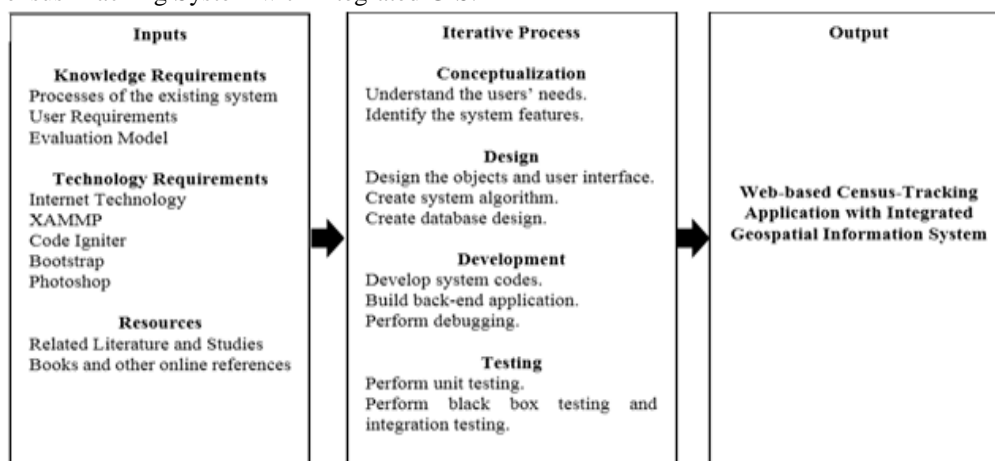 Inputs
Knowledge Requirements
Processes of the existing system
User Requirements
Evaluation Model
Technology Requirements
Internet Technology
XAMMP
Code Igniter
Bootstrap
Photoshop
Resources
Related Literature and Studies
Books and other online references
Iterative Process
Conceptualization
Understand the users' needs.
Identify the system features.
Design
Design the objects and user interface.
Create system algorithm.
Create database design.
Development
Develop system codes.
Build back-end application.
Perform debugging.
Testing
Perform unit testing.
Perform black box testing and
integration testing.
Output
Web-based Census-Tracking
Application with Integrated
Geospatial Information System